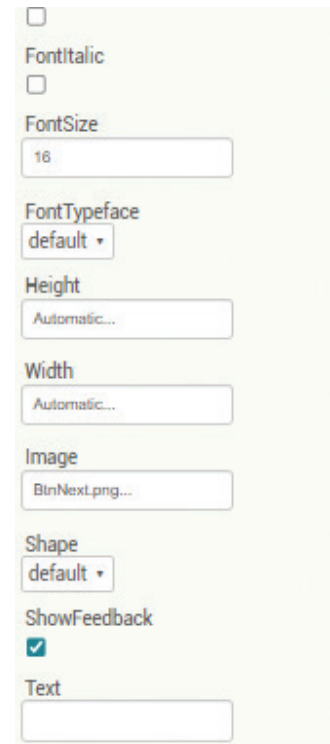 FontItalic
FontSize
16
FontTypeface
default
Height
Automatic...
Width
Automatic...
Image
BtnNext.png...
Shape
default
ShowFeedback
Text